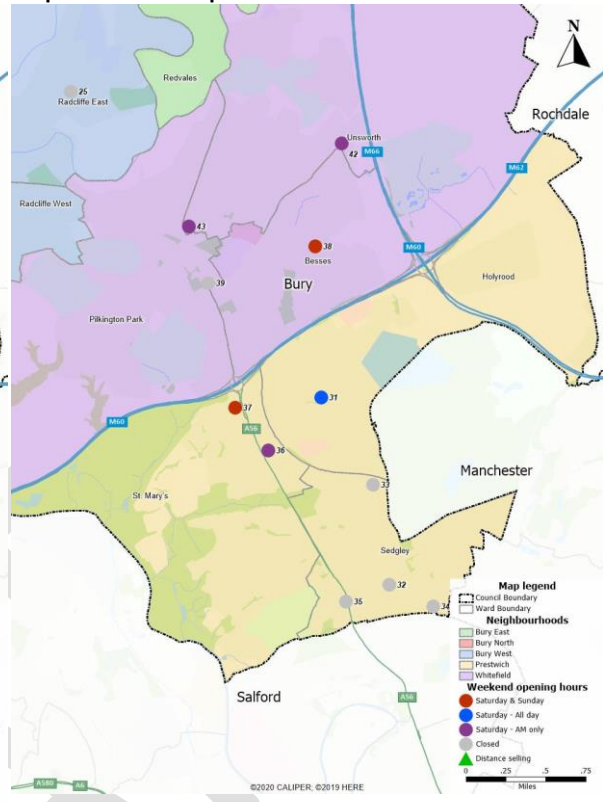 N
Redvales
25
Radcliffe East
Rochdale
Unsworth
42
M66
M62
Radcliffe West
43
38
Besses
M60
Holyrood
39
Bury
Pilkington Park
31
37
M60
A56
36
Manchester
33
St. Mary's
Sedgley
32
35
34
Salford
A56
A580
A6
Map legend
Council Boundary
Ward Boundary
Neighbourhoods
Bury East
Bury North
Bury West
Prestwich
Whitefield
Weekend opening hours
Saturday & Sunday
Saturday - All day
Saturday - AM only
Closed
Distance selling
0 .25 .5 .75
Miles
©2020 CALIPER; ©2019 HERE